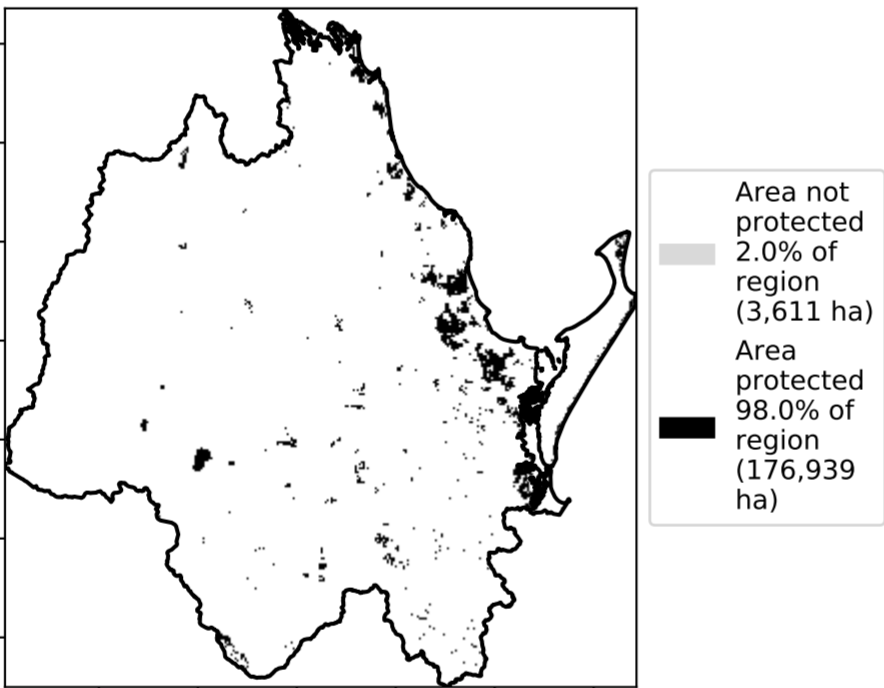 Area not
protected
2.0% of
region
(3,611 ha)
Area
protected
98.0% of
region
(176,939
ha)